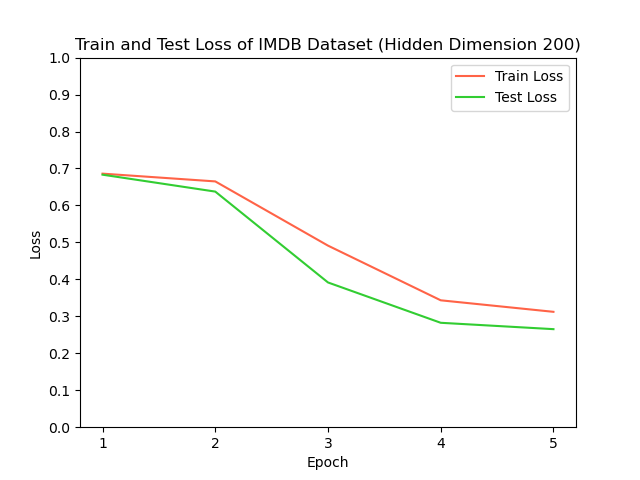 Train and Test Loss of IMDB Dataset (Hidden Dimension 200)
Train Loss
Test Loss
1.0
0.9
0.8
0.7
0.6
0.5
0.4
0.3
0.2
0.1
0.0
Loss
1 2 3 4 5
Epoch